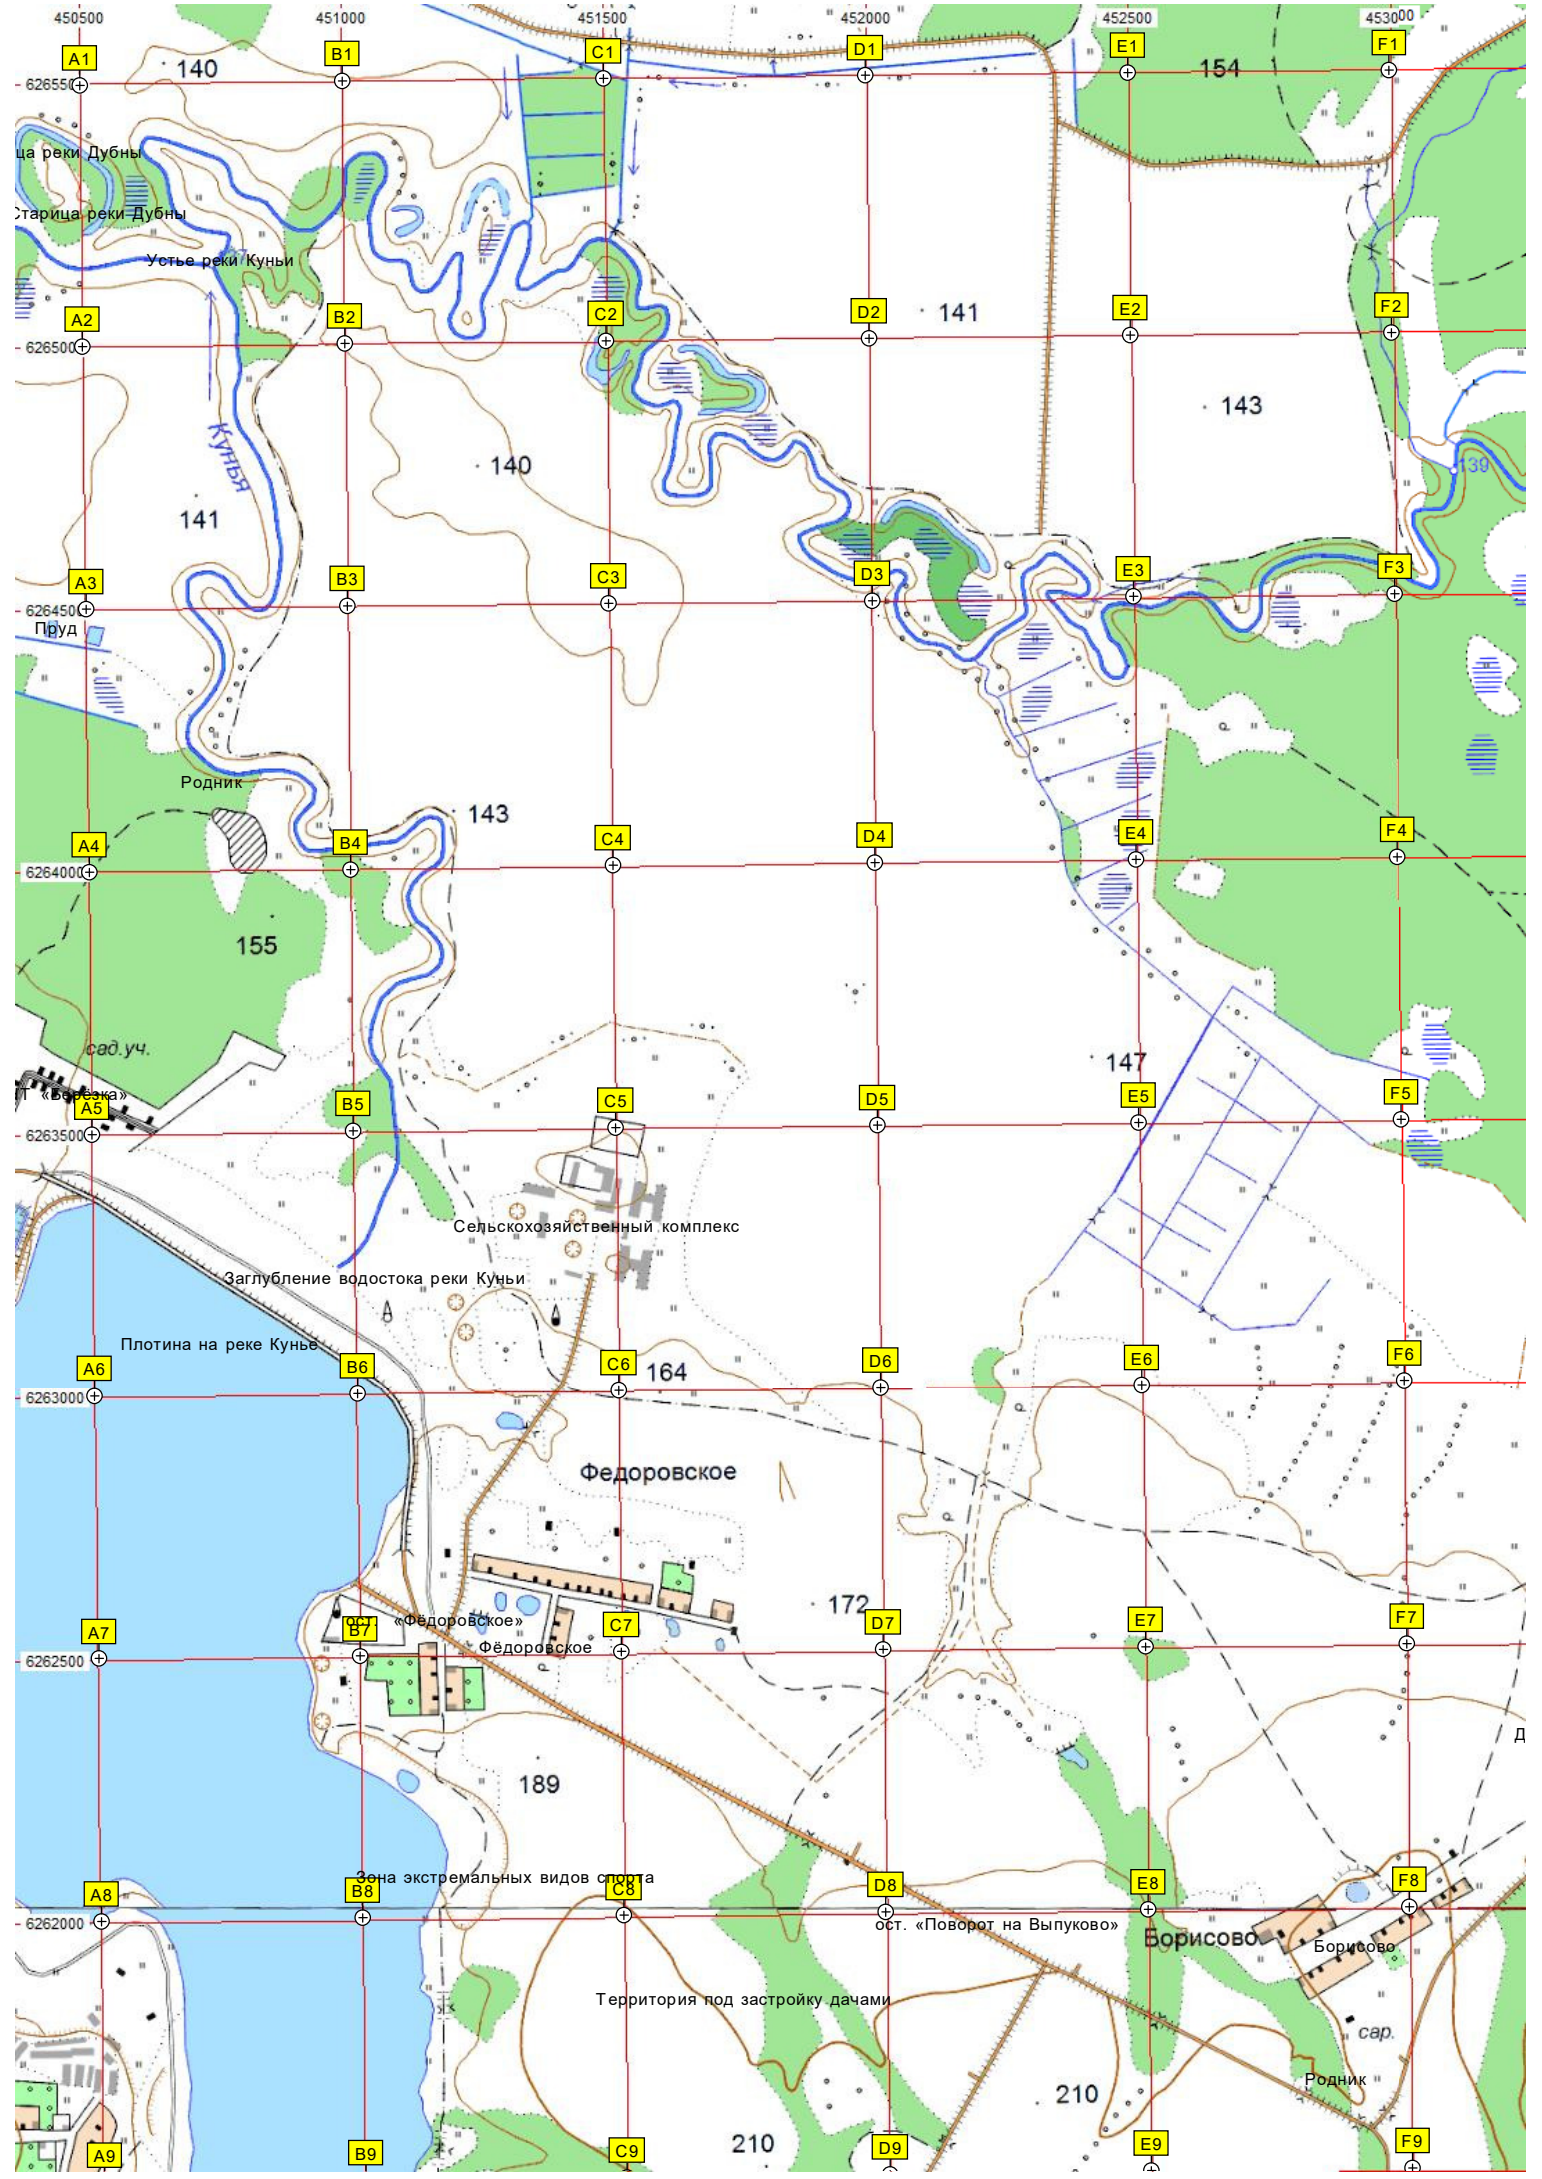 450500 451000 451500 452000 452500 453000
A1 B1 C1 D1 E1 F1
140
154
626550
ца реки Дубны
Старица реки Дубны
Устье реки Куньи
A2 B2 C2 D2 E2 F2
141
6265000
143
Кунья
140
139
141
A3 B3 C3 D3 E3 F3
626450
Пруд
Родник
143
A4 B4 C4 D4 E4 F4
6264000
155
сад.уч.
147
Т «Берёзка»
A5 B5 C5 D5 E5 F5
6263500
Сельскохозяйственный комплекс
Заглубление водостока реки Куньи
Плотина на реке Кунье
A6 B6 C6 D6 E6 F6
164
6263000
Федоровское
172
ост. «Фёдоровское»
A7 B7 C7 D7 E7 F7
Фёдоровское
6262500
Д
189
Зона экстремальных видов спорта
A8 B8 C8 D8 E8 F8
6262000
ост. «Поворот на Выпуково»
Борисово
Борисово
Территория под застройку дачами
сар.
Родник
210
210
A9 B9 C9 D9 E9 F9